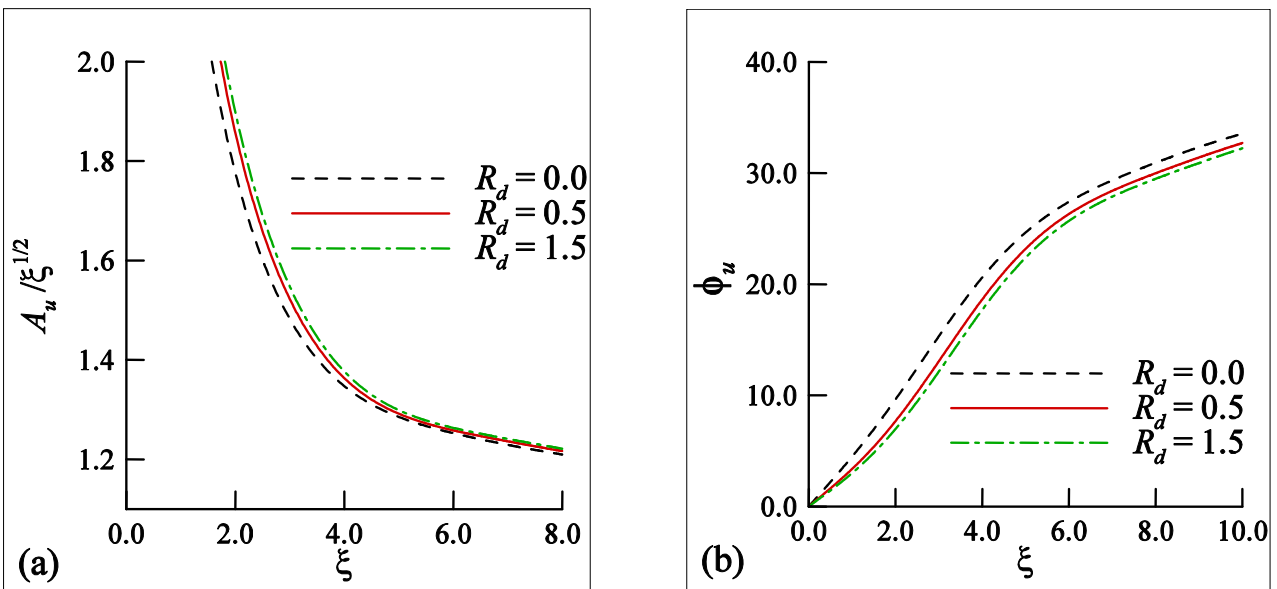 2.0
1.8
1.6
1.4
1.2
A_u /ξ^{1/2}
R_d = 0.0
R_d = 0.5
R_d = 1.5
0.0 2.0 4.0 6.0 8.0
ξ
(a)
40.0
30.0
20.0
10.0
0.0
ϕ_u
R_d = 0.0
R_d = 0.5
R_d = 1.5
0.0 2.0 4.0 6.0 8.0 10.0
ξ
(b)